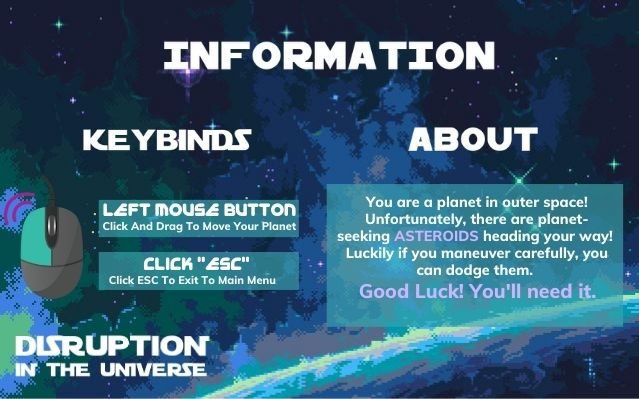 INFORMATION
KEYBINDS
LEFT MOUSE BUTTON
Click And Drag To Move Your Planet
CLICK "ESC"
Click ESC To Exit To Main Menu
ABOUT
You are a planet in outer space!
Unfortunately, there are planet-
seeking ASTEROIDS heading your way!
Luckily if you maneuver carefully, you
can dodge them.
Good Luck! You'll need it.
DISRUPTION
IN THE UNIVERSE